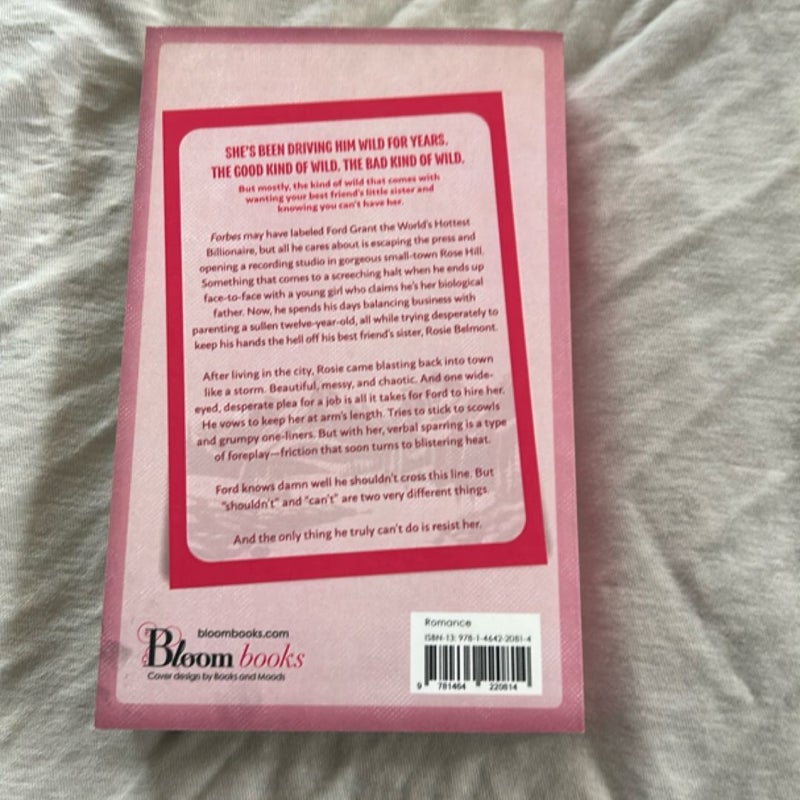 SHE'S BEEN DRIVING HIM WILD FOR YEARS.
THE GOOD KIND OF WILD. THE BAD KIND OF WILD.
But mostly, the kind of wild that comes with
wanting your best friend's little sister and
knowing you can't have her.
Forbes may have labeled Ford Grant the World's Hottest
Billionaire, but all he cares about is escaping the press and
opening a recording studio in gorgeous small-town Rose Hill.
Something that comes to a screeching halt when he ends up
face-to-face with a young girl who claims he's her biological
father. Now, he spends his days balancing business with
parenting a sullen twelve-year-old, all while trying desperately to
keep his hands the hell off his best friend's sister, Rosie Belmont.
After living in the city, Rosie came blasting back into town
like a storm. Beautiful, messy, and chaotic. And one wide-
eyed, desperate plea for a job is all it takes for Ford to hire her.
He vows to keep her at arm's length. Tries to stick to scowls
and grumpy one-liners. But with her, verbal sparring is a type
of foreplay—friction that soon turns to blistering heat.
Ford knows damn well he shouldn't cross this line. But
"shouldn't" and "can't" are two very different things.
And the only thing he truly can't do is resist her.
bloombooks.com
Bloom books
Cover design by Books and Moods
Romance
ISBN-13: 978-1-4642-2081-4
9 781464 220814